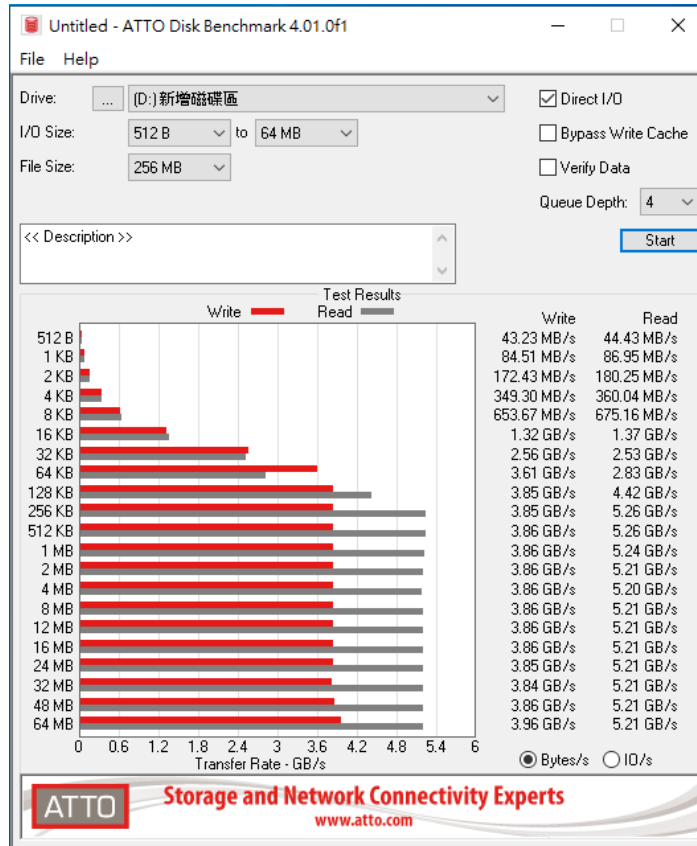 Untitled - ATTO Disk Benchmark 4.01.0f1
File Help
Drive: ... (D:)新增磁碟區
Direct I/O
I/O Size: 512 B to 64 MB
Bypass Write Cache
File Size: 256 MB
Verify Data
Queue Depth: 4
<< Description >>
Start
Test Results
Write Read
Write Read
512 B 43.23 MB/s 44.43 MB/s
1 KB 84.51 MB/s 86.95 MB/s
2 KB 172.43 MB/s 180.25 MB/s
4 KB 349.30 MB/s 360.04 MB/s
8 KB 653.67 MB/s 675.16 MB/s
16 KB 1.32 GB/s 1.37 GB/s
32 KB 2.56 GB/s 2.53 GB/s
64 KB 3.61 GB/s 2.83 GB/s
128 KB 3.85 GB/s 4.42 GB/s
256 KB 3.85 GB/s 5.26 GB/s
512 KB 3.86 GB/s 5.26 GB/s
1 MB 3.86 GB/s 5.24 GB/s
2 MB 3.86 GB/s 5.21 GB/s
4 MB 3.86 GB/s 5.20 GB/s
8 MB 3.86 GB/s 5.21 GB/s
12 MB 3.86 GB/s 5.21 GB/s
16 MB 3.86 GB/s 5.21 GB/s
24 MB 3.85 GB/s 5.21 GB/s
32 MB 3.84 GB/s 5.21 GB/s
48 MB 3.86 GB/s 5.21 GB/s
64 MB 3.96 GB/s 5.21 GB/s
0 0.6 1.2 1.8 2.4 3 3.6 4.2 4.8 5.4 6
Transfer Rate - GB/s
Bytes/s IO/s
ATTO
Storage and Network Connectivity Experts
www.atto.com